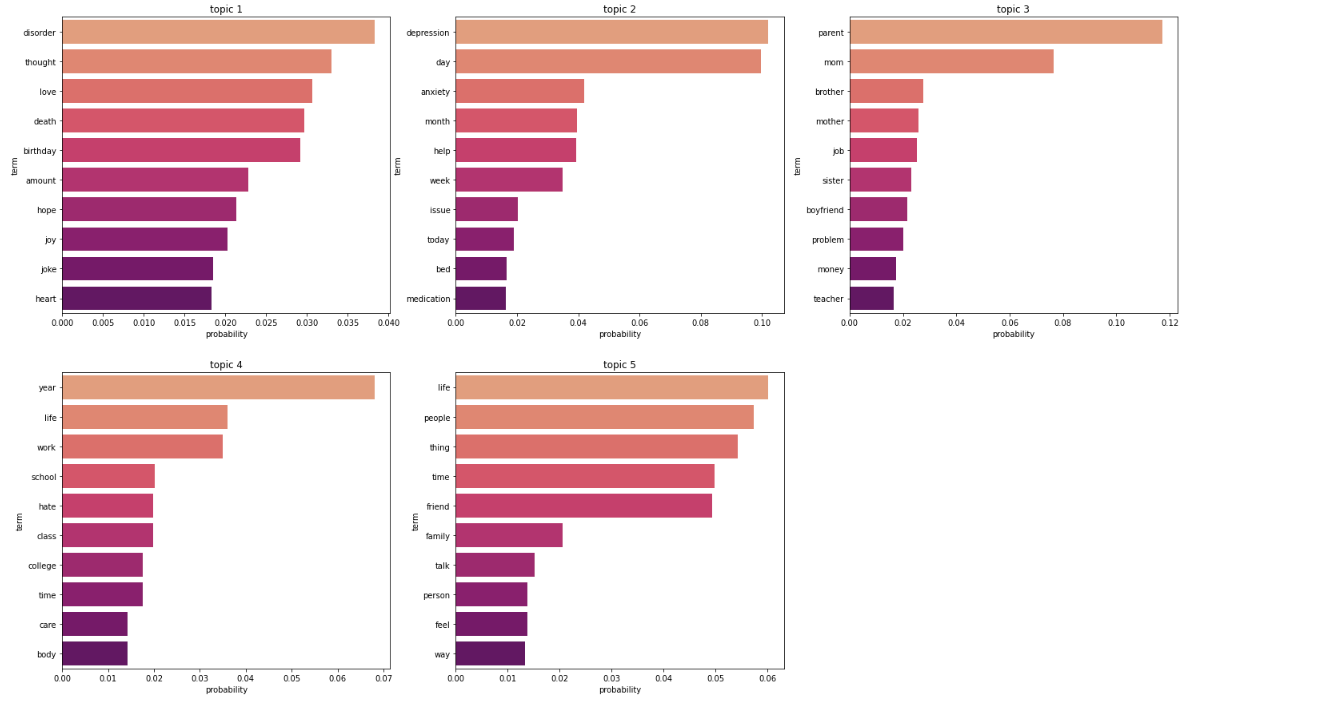 topic 1
disorder
thought
love
death
birthday
amount
hope
joy
joke
heart
term
0.000 0.005 0.010 0.015 0.020 0.025 0.030 0.035 0.040
probability
topic 2
depression
day
anxiety
month
help
week
issue
today
bed
medication
term
0.00 0.02 0.04 0.06 0.08 0.10
probability
topic 3
parent
mom
brother
mother
job
sister
boyfriend
problem
money
teacher
term
0.00 0.02 0.04 0.06 0.08 0.10 0.12
probability
topic 4
year
life
work
school
hate
class
college
time
care
body
term
0.00 0.01 0.02 0.03 0.04 0.05 0.06 0.07
probability
topic 5
life
people
thing
time
friend
family
talk
person
feel
way
term
0.00 0.01 0.02 0.03 0.04 0.05 0.06
probability